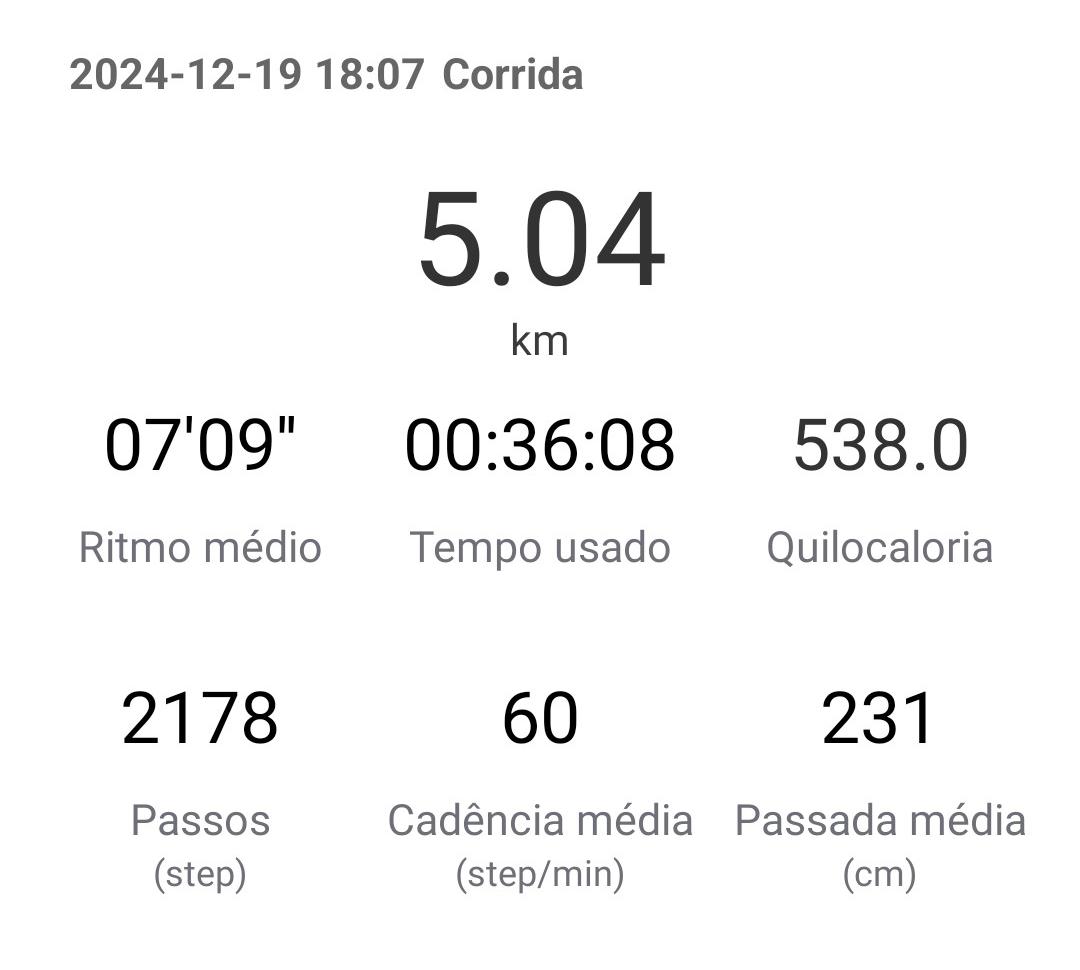 2024-12-19 18:07 Corrida
5.04
km
07'09" 00:36:08 538.0
Ritmo médio Tempo usado Quilocaloria
2178 60 231
Passos Cadência média Passada média
(step) (step/min) (cm)